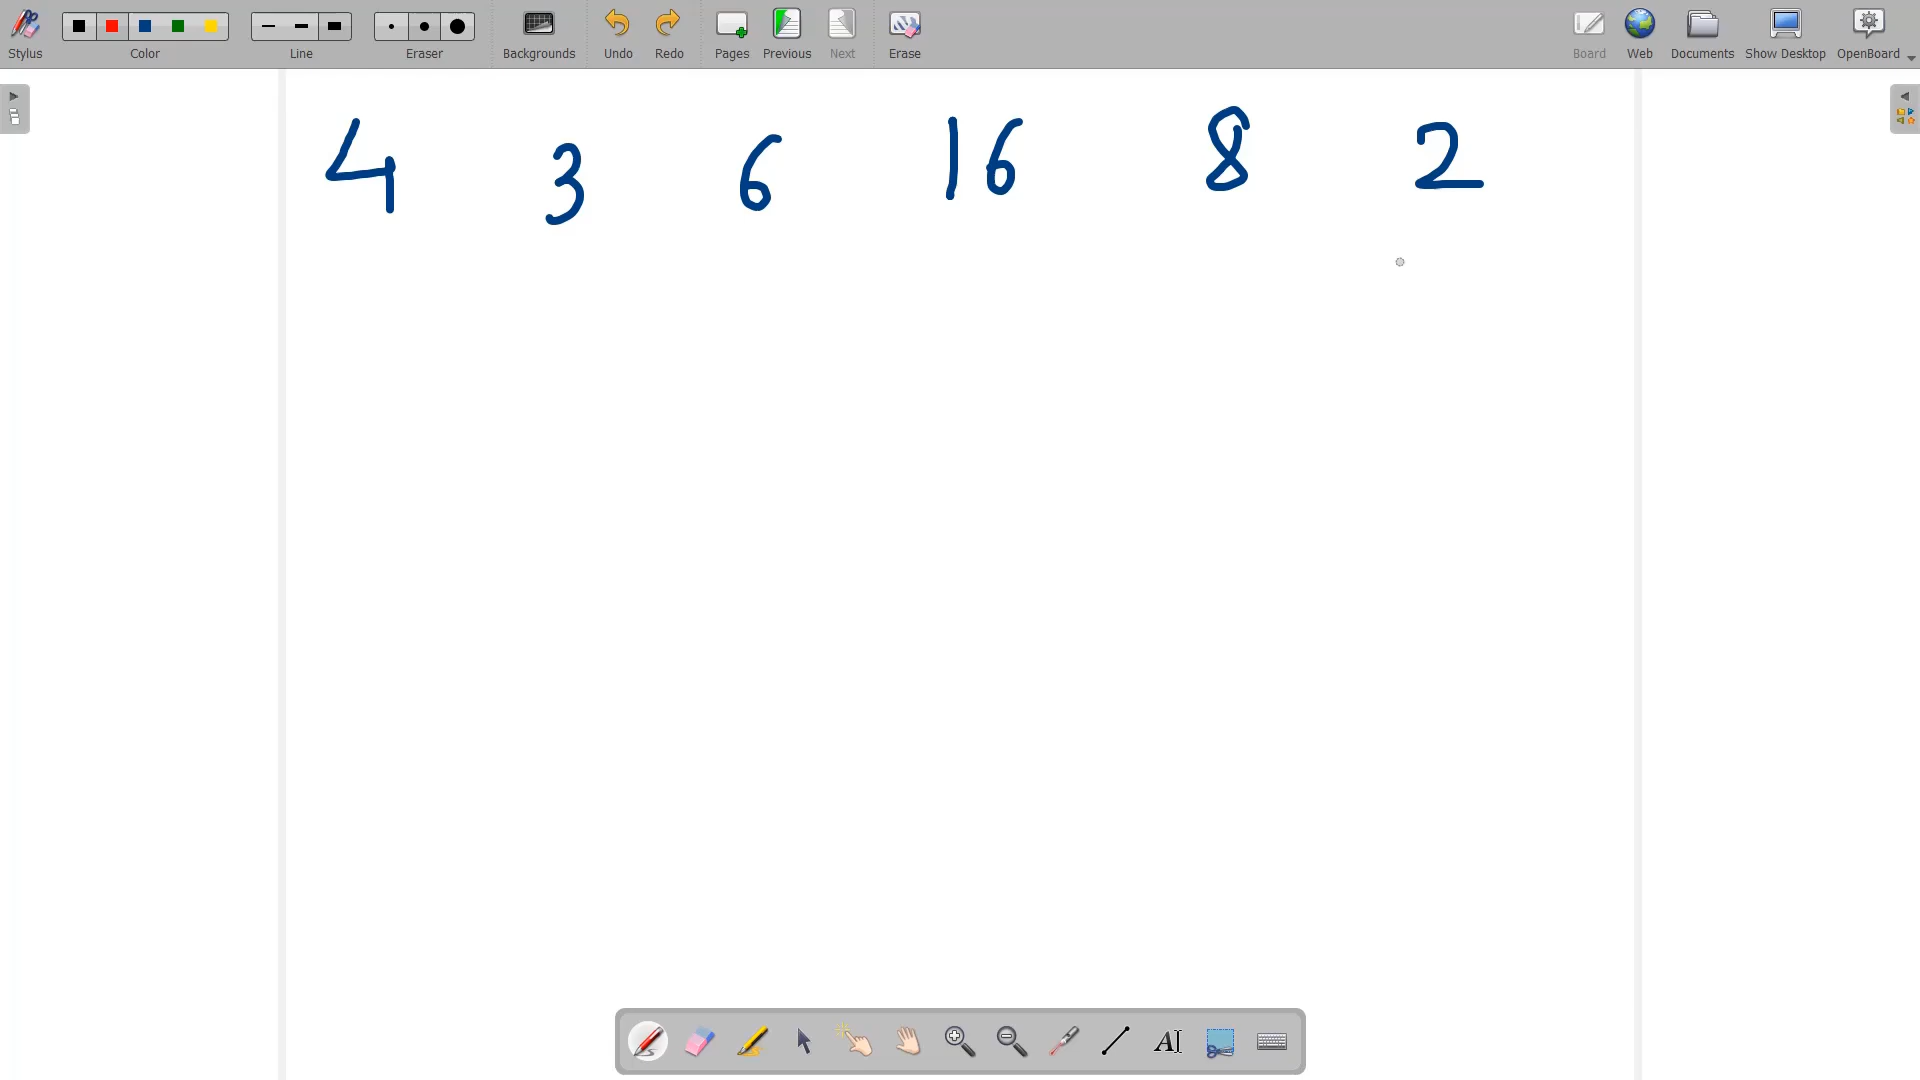 Stylus Color Line Eraser Backgrounds Undo Redo Pages Previous Next Erase Board Web Documents Show Desktop OpenBoard
4 3 6 16 8 2
A